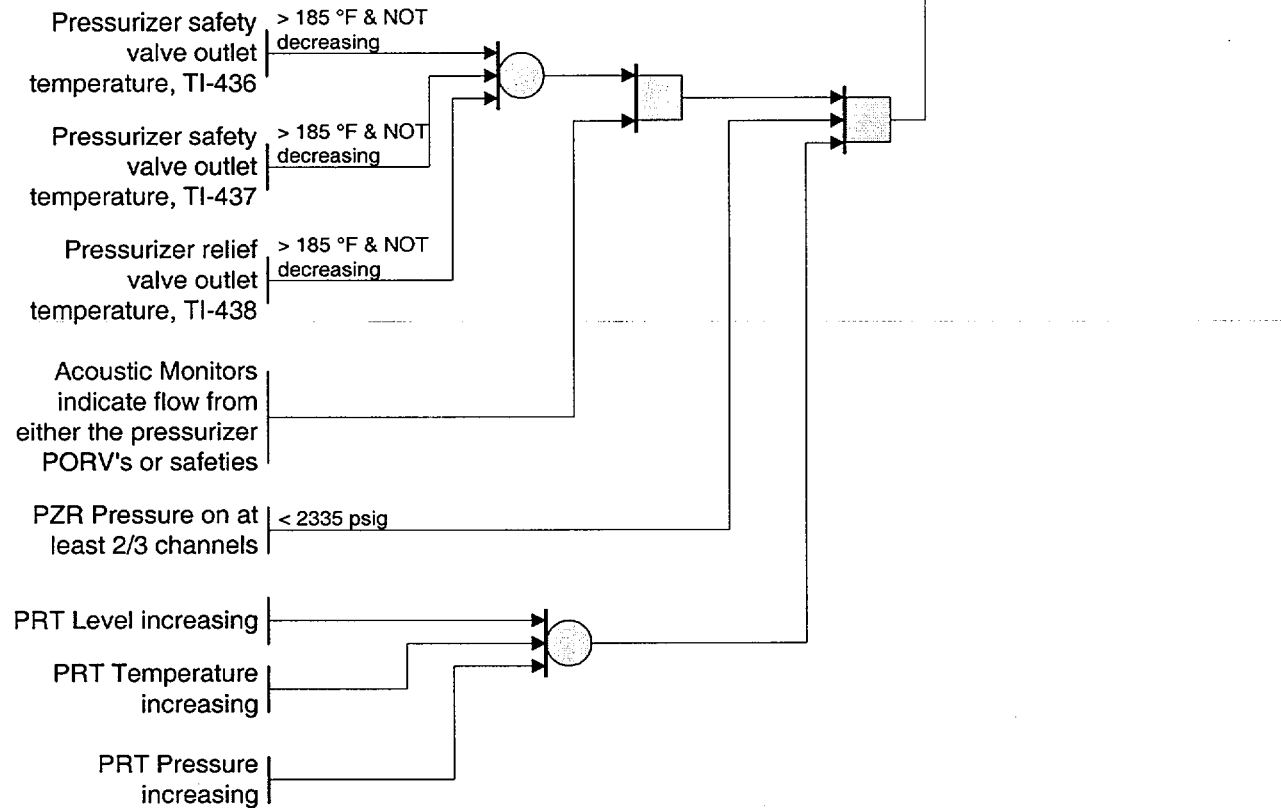 Pressurizer safety
valve outlet
temperature, TI-436
> 185 °F & NOT
decreasing
Pressurizer safety
valve outlet
temperature, TI-437
> 185 °F & NOT
decreasing
Pressurizer relief
valve outlet
temperature, TI-438
> 185 °F & NOT
decreasing
Acoustic Monitors
indicate flow from
either the pressurizer
PORV's or safeties
PZR Pressure on at
least 2/3 channels
< 2335 psig
PRT Level increasing
PRT Temperature
increasing
PRT Pressure
increasing